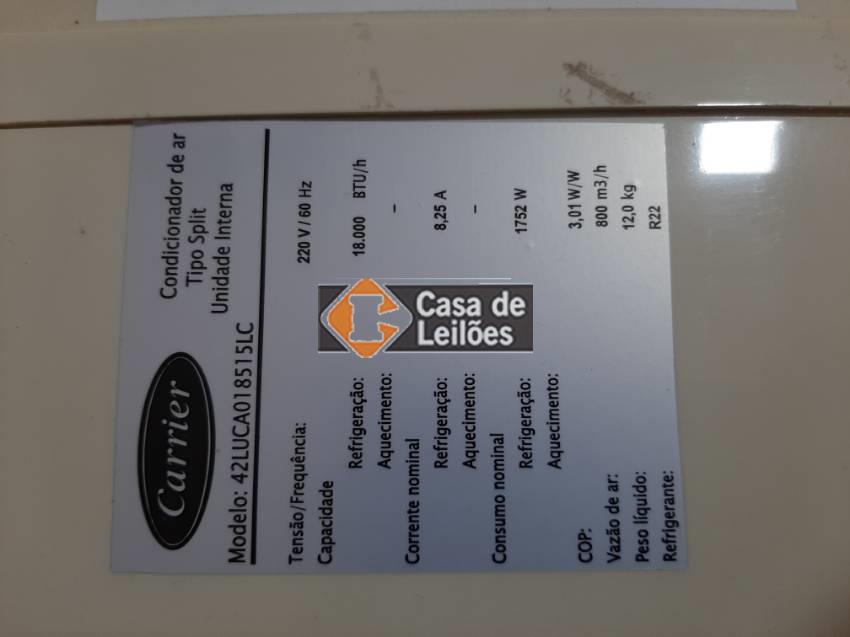 Carrier
Condicionador de ar
Tipo Split
Unidade Interna
Modelo: 42LUCA018515LC
Tensão/Frequência: 220 V / 60 Hz
Capacidade
Refrigeração: 18.000 BTU/h
Aquecimento: –
Corrente nominal
Refrigeração: 8,25 A
Aquecimento: –
Consumo nominal
Refrigeração: 1752 W
Aquecimento:
COP: 3,01 W/W
Vazão de ar: 800 m3/h
Peso líquido: 12,0 kg
Refrigerante: R22
Casa de
Leilões